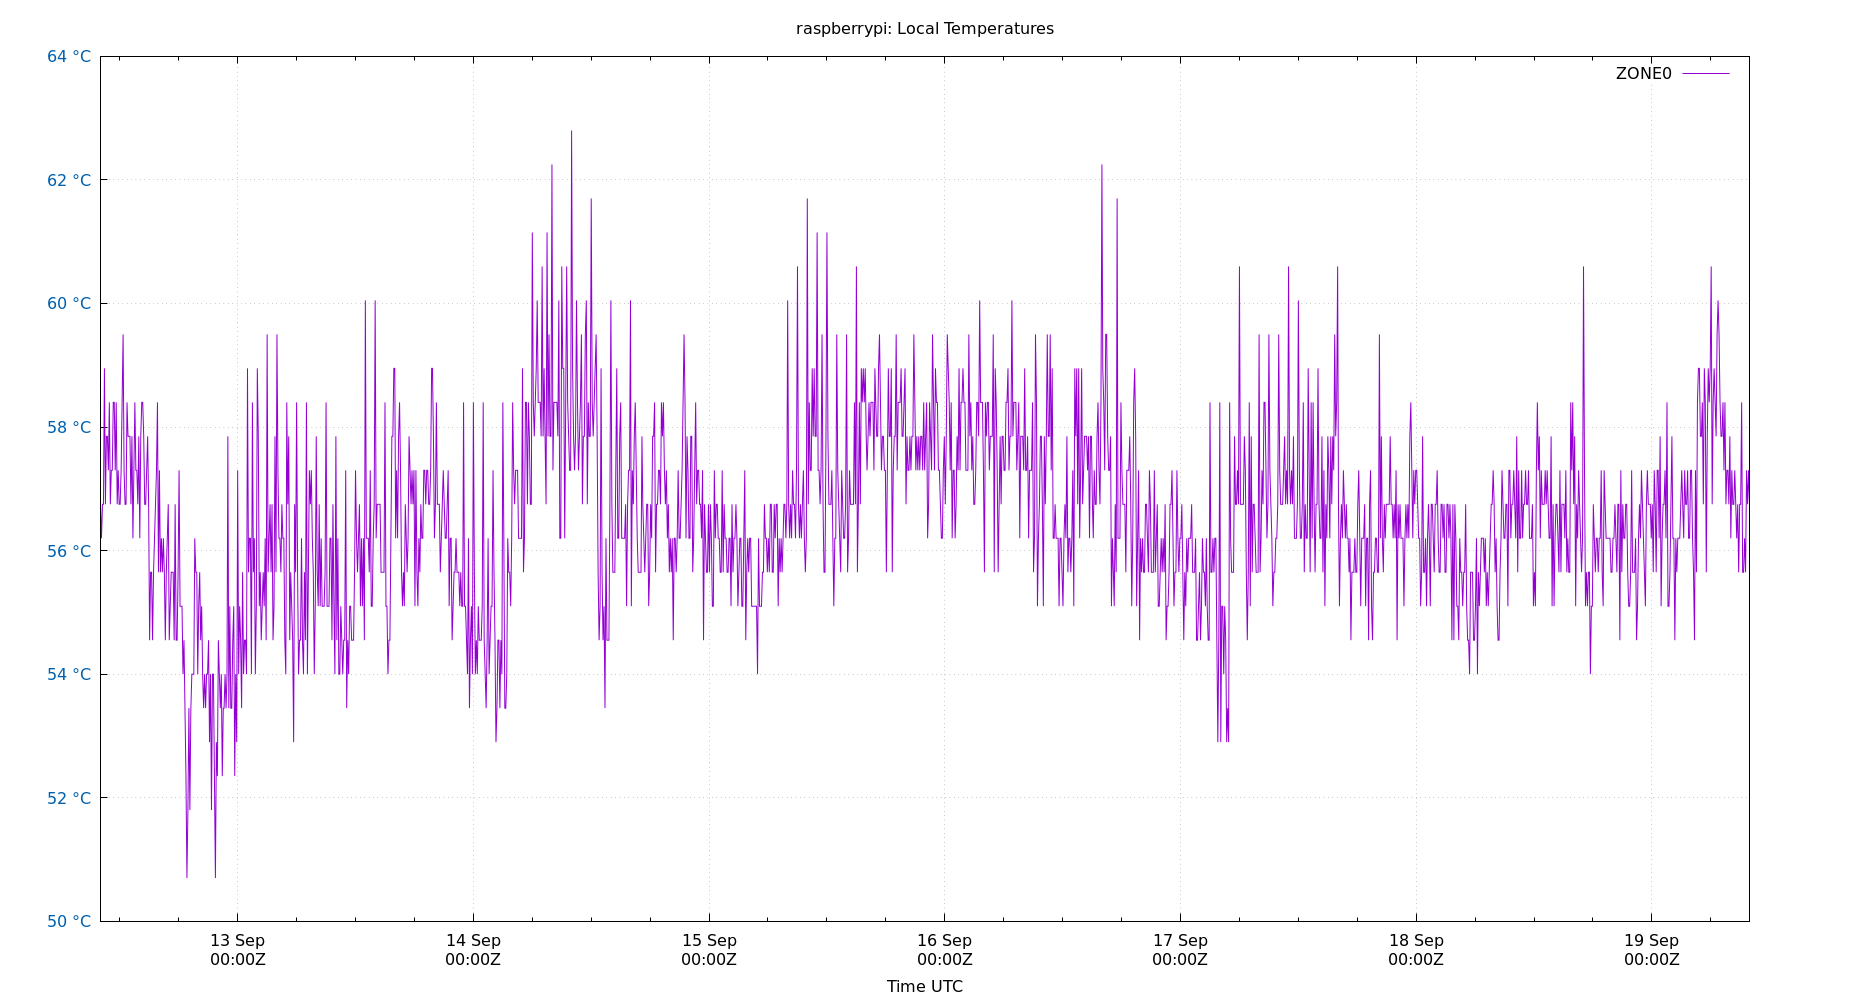 raspberrypi: Local Temperatures
64 °C
ZONE0
62 °C
60 °C
58 °C
56 °C
54 °C
52 °C
50 °C
13 Sep 14 Sep 15 Sep 16 Sep 17 Sep 18 Sep 19 Sep
00:00Z 00:00Z 00:00Z 00:00Z 00:00Z 00:00Z 00:00Z
Time UTC